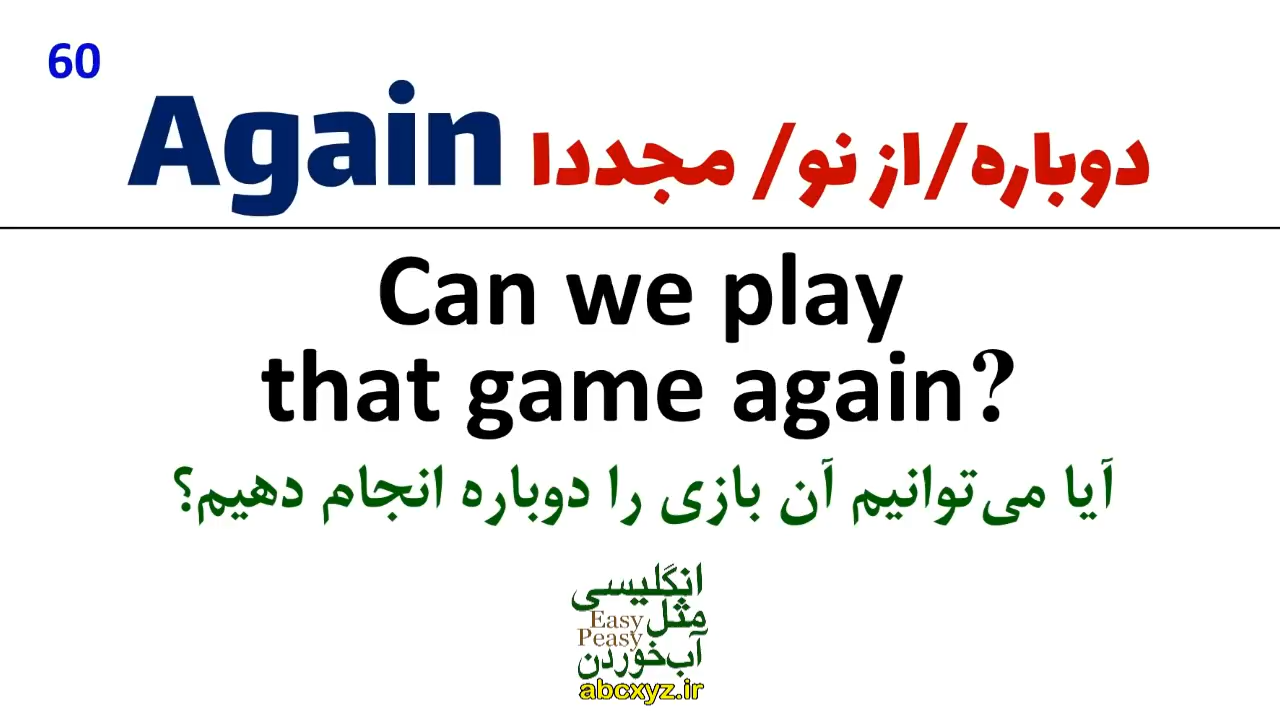 60
Again دوباره/از نو/ مجددا
Can we play
that game again?
آیا می‌توانیم آن بازی را دوباره انجام دهیم؟
انگلیسی
مثل Easy
Peasy
آب‌خوردن
abcxyz.ir